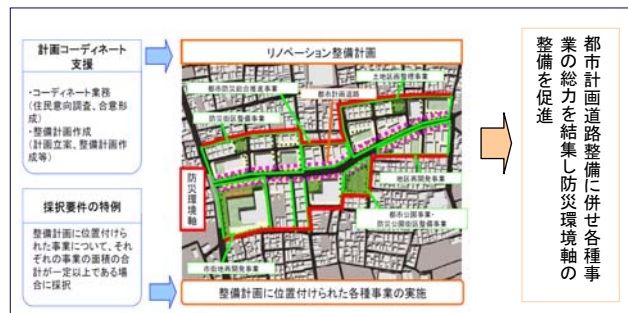 計画コーディネート
支援
・コーディネート業務
(住民意向調査、合意形
成)
・整備計画作成
(計画立案、整備計画作
成等)
採択要件の特例
整備計画に位置付けら
れた事業について、それ
ぞれの事業の面積の合
計が一定以上である場
合に採択
リノベーション整備計画
土地区画整理事業
都市防災総合推進事業
都市計画道路
防災街区整備事業
防災環境軸
地区再開発事業
都市公園事業・
防災公園街区整備事業
市街地再開発事業
整備計画に位置付けられた各種事業の実施
都市計画道路整備に併せ各種事
業の総力を結集し防災環境軸の
整備を促進